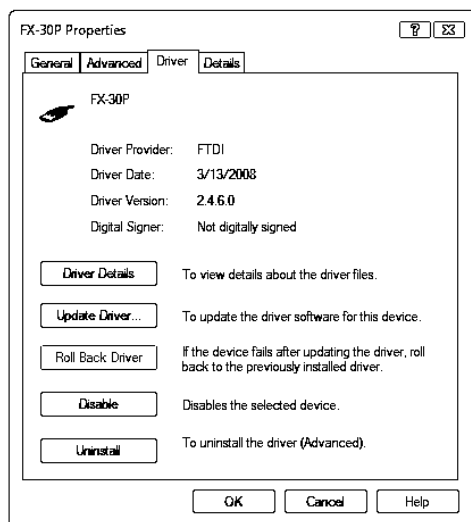 FX-30P Properties
General Advanced Driver Details
FX-30P
Driver Provider: FTDI
Driver Date: 3/13/2008
Driver Version: 2.4.6.0
Digital Signer: Not digitally signed
Driver Details To view details about the driver files.
Update Driver... To update the driver software for this device.
Roll Back Driver If the device fails after updating the driver, roll
back to the previously installed driver.
Disable Disables the selected device.
Uninstall To uninstall the driver (Advanced).
OK Cancel Help